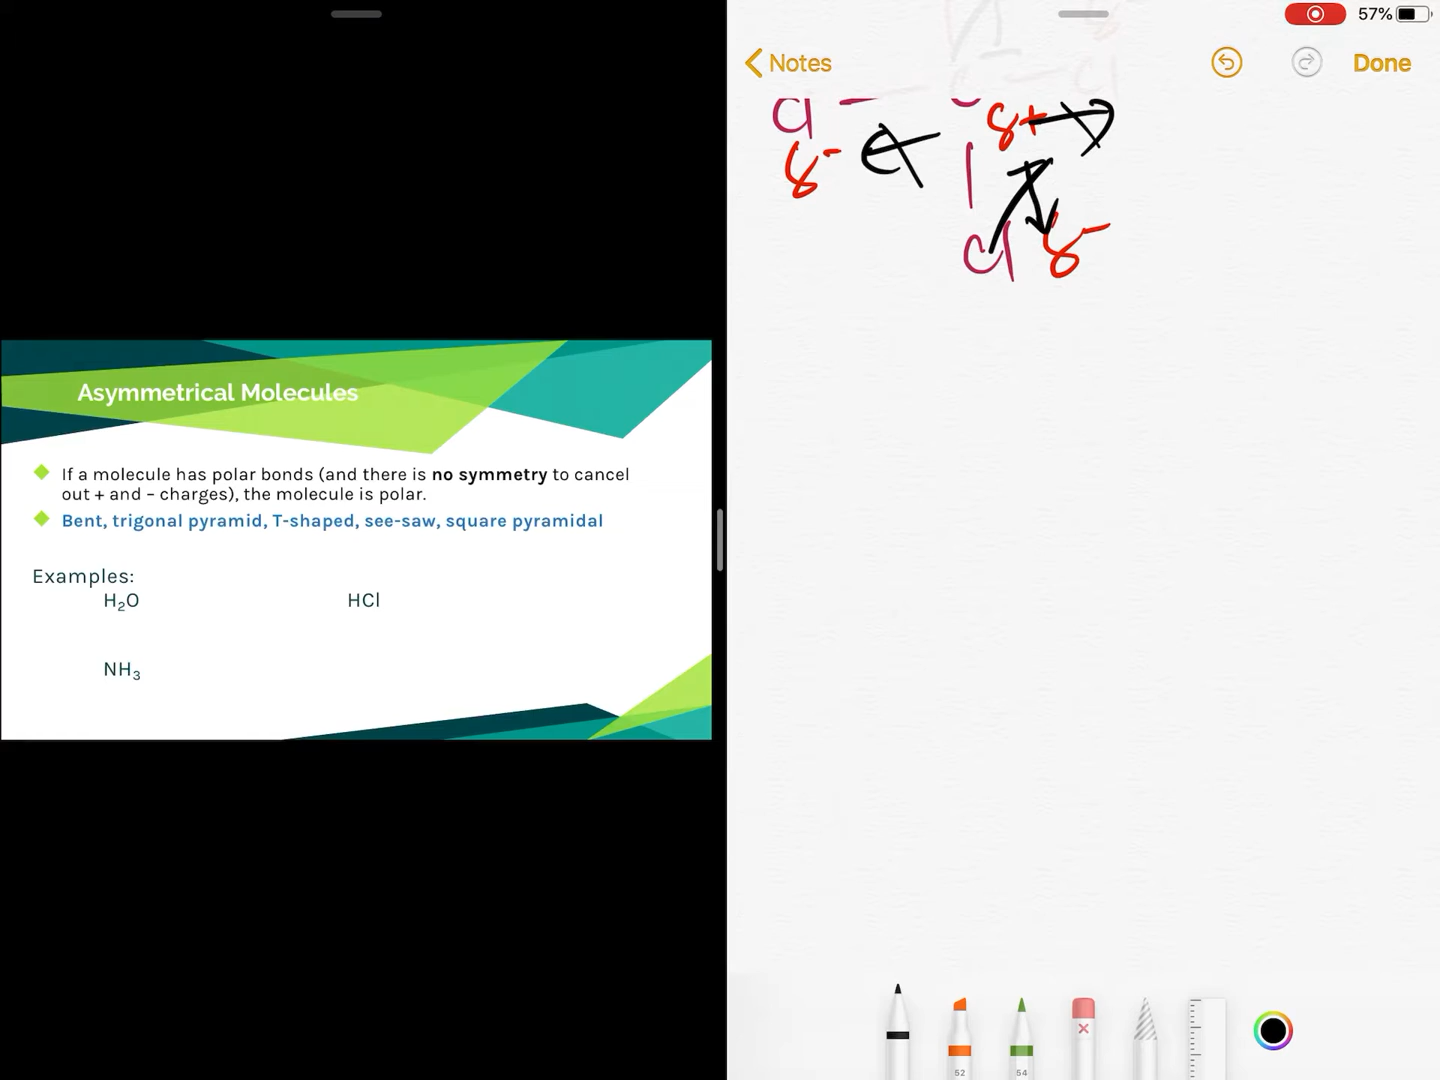 57%
Notes
Done
Cl
δ+
δ-
Cl δ-
Asymmetrical Molecules
If a molecule has polar bonds (and there is no symmetry to cancel
out + and – charges), the molecule is polar.
Bent, trigonal pyramid, T-shaped, see-saw, square pyramidal
Examples:
H₂O HCl
NH₃
52 54